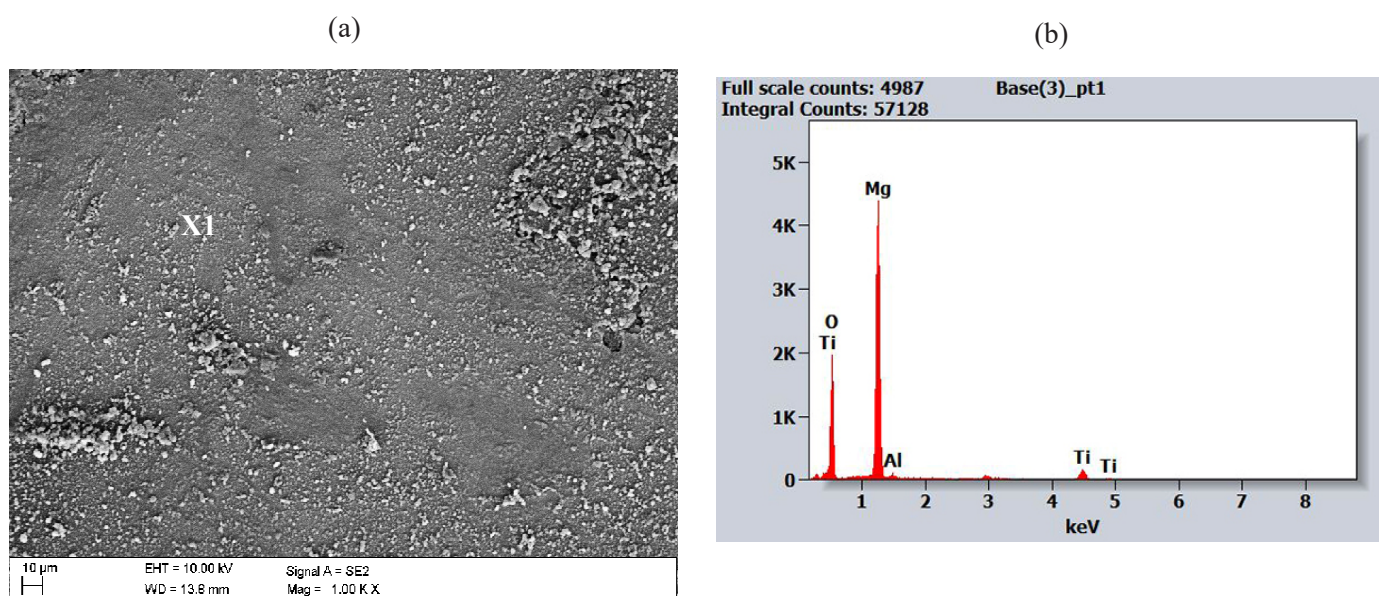 (a)
(b)
X1
10 µm
EHT = 10.00 kV
Signal A = SE2
WD = 13.8 mm
Mag = 1.00 K X
Full scale counts: 4987
Base(3)_pt1
Integral Counts: 57128
5K
4K
3K
2K
1K
0
O
Ti
Mg
Al
Ti
Ti
1
2
3
4
5
6
7
8
keV